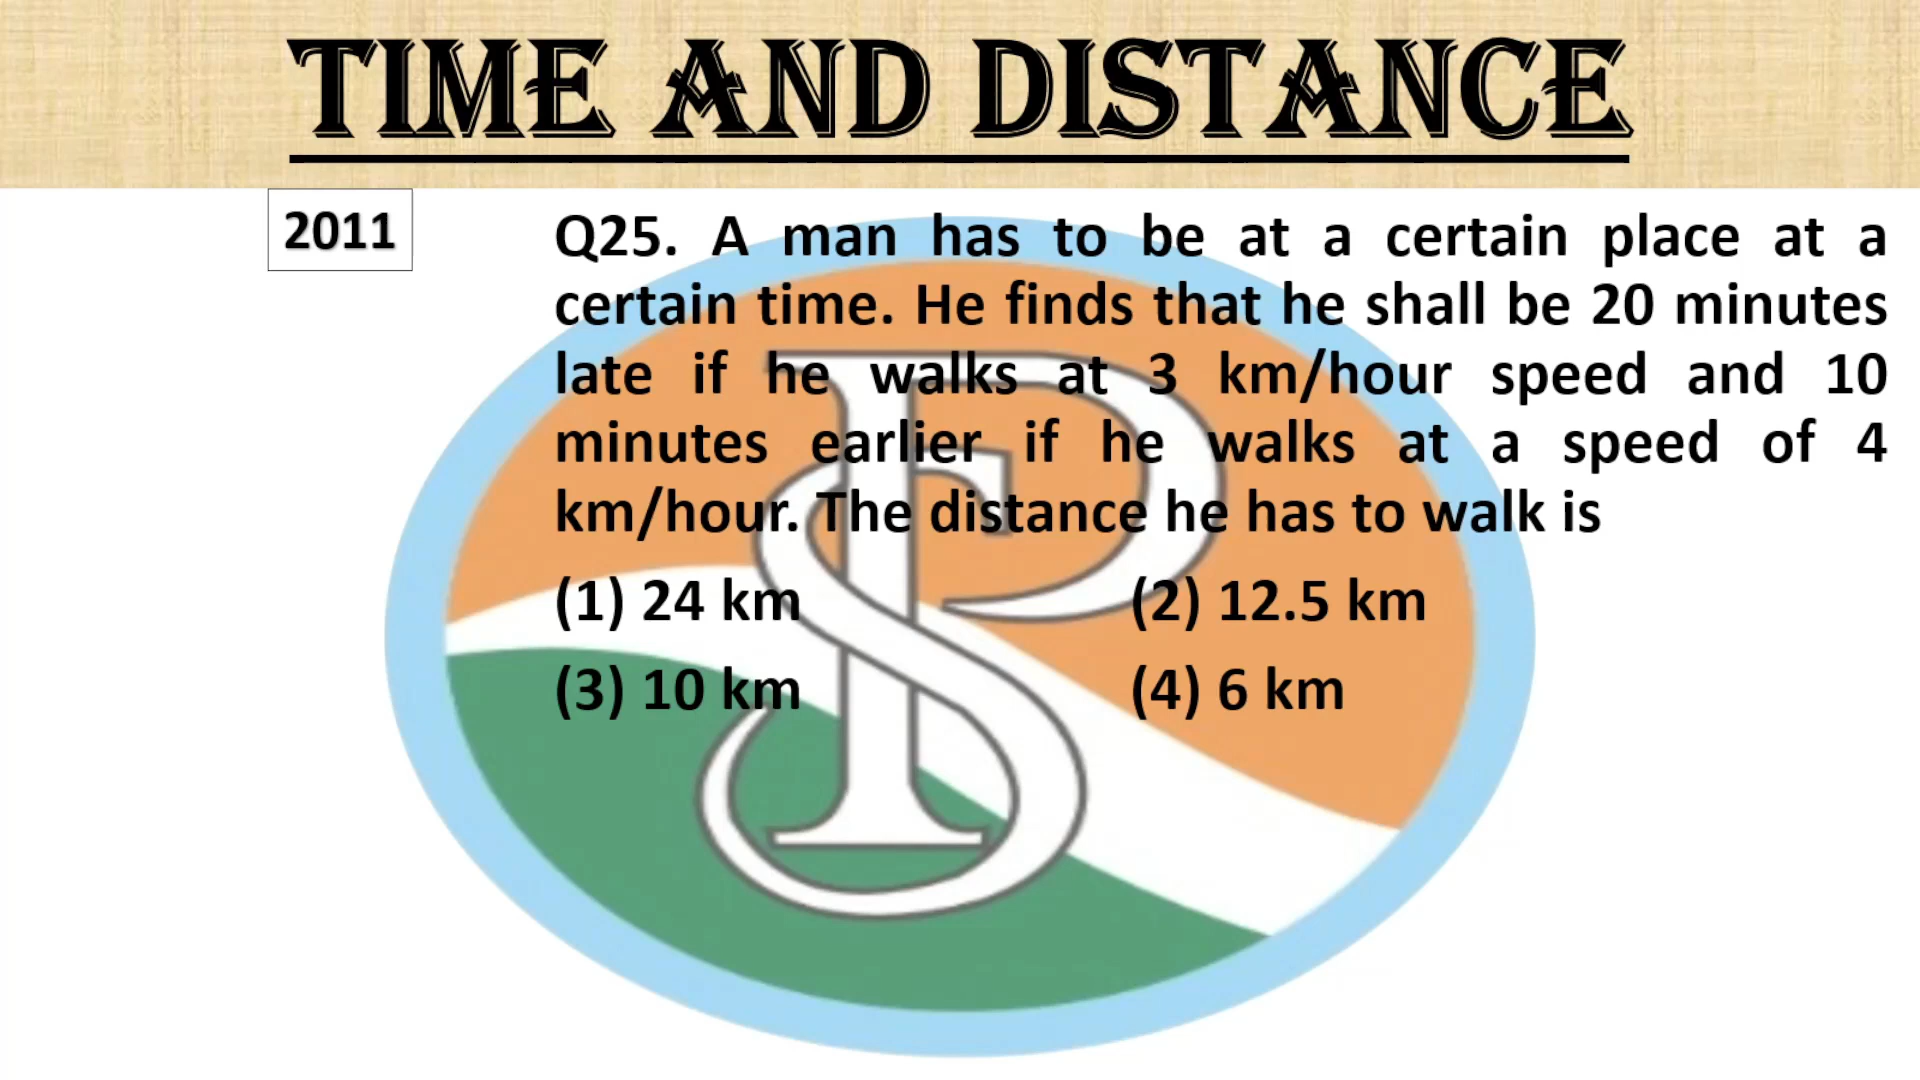 TIME AND DISTANCE
2011
Q25. A man has to be at a certain place at a
certain time. He finds that he shall be 20 minutes
late if he walks at 3 km/hour speed and 10
minutes earlier if he walks at a speed of 4
km/hour. The distance he has to walk is
(1) 24 km (2) 12.5 km
(3) 10 km (4) 6 km